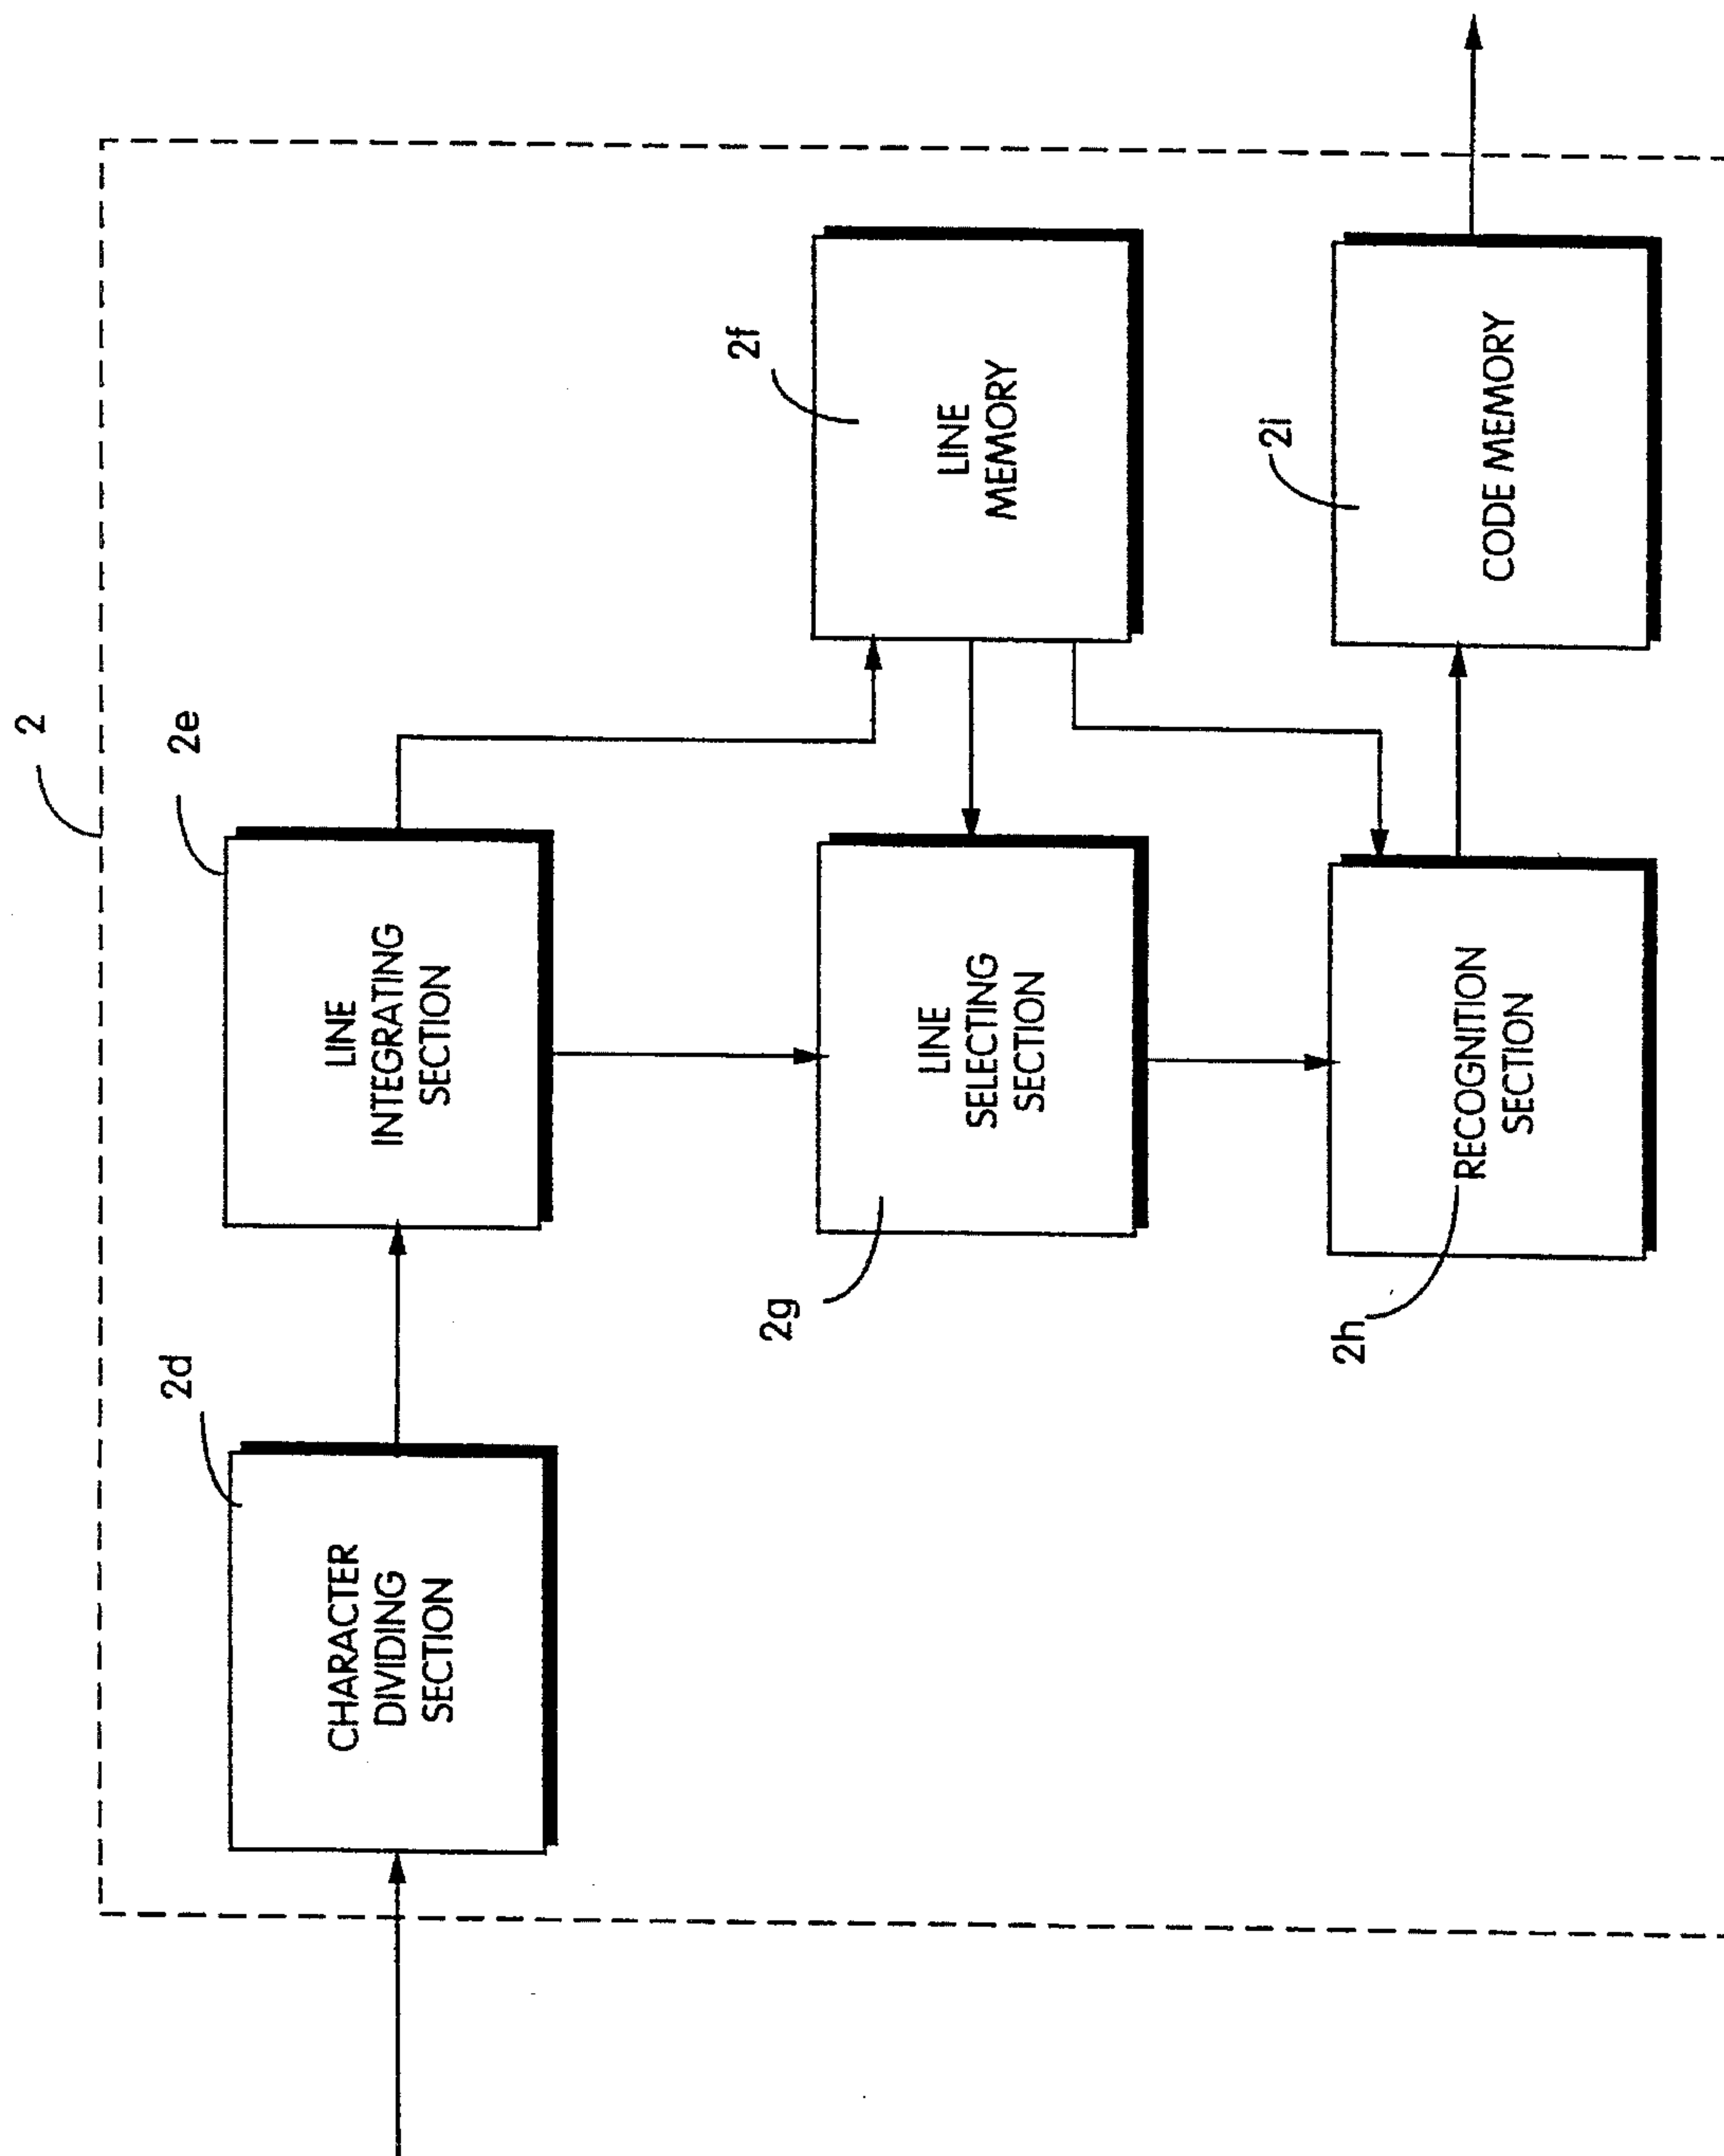 2
2d
CHARACTER
DIVIDING
SECTION
2e
LINE
INTEGRATING
SECTION
2f
LINE
MEMORY
2g
LINE
SELECTING
SECTION
2h
RECOGNITION
SECTION
2i
CODE MEMORY